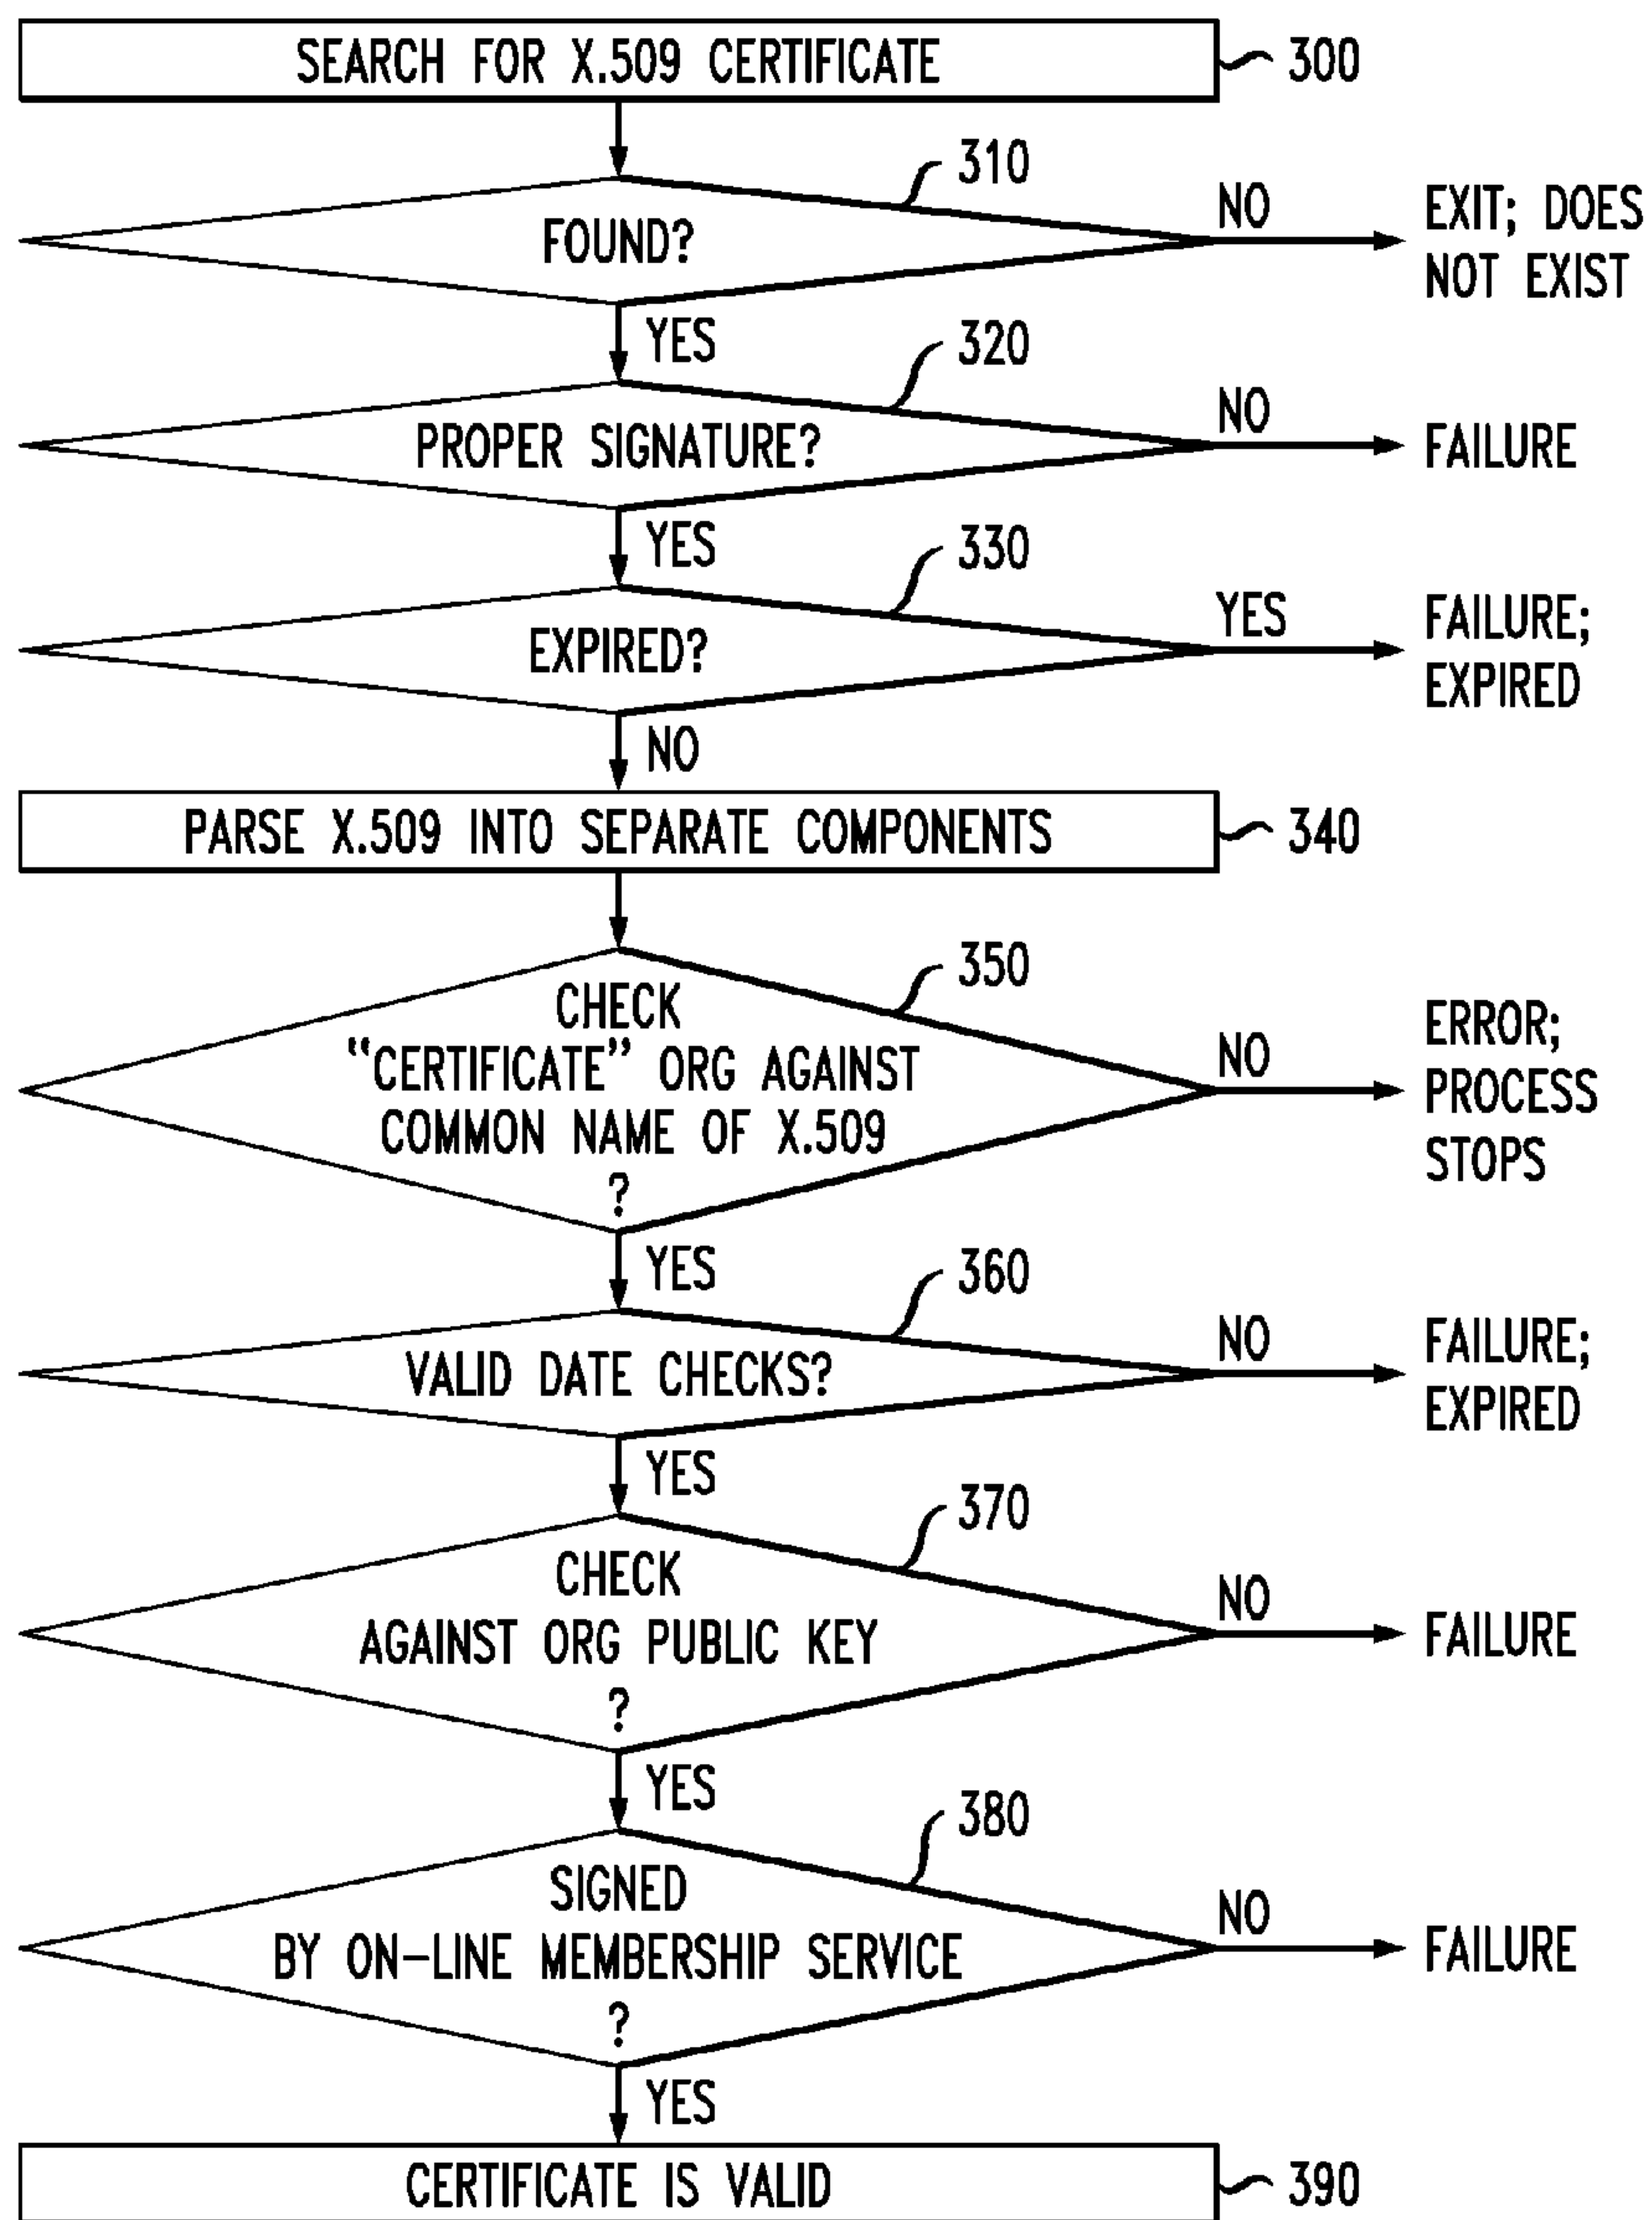 SEARCH FOR X.509 CERTIFICATE
300
310
FOUND?
NO
EXIT; DOES
NOT EXIST
YES
320
PROPER SIGNATURE?
NO
FAILURE
YES
330
EXPIRED?
YES
FAILURE;
EXPIRED
NO
PARSE X.509 INTO SEPARATE COMPONENTS
340
350
CHECK
“CERTIFICATE” ORG AGAINST
COMMON NAME OF X.509
?
NO
ERROR;
PROCESS
STOPS
YES
360
VALID DATE CHECKS?
NO
FAILURE;
EXPIRED
YES
370
CHECK
AGAINST ORG PUBLIC KEY
?
NO
FAILURE
YES
380
SIGNED
BY ON-LINE MEMBERSHIP SERVICE
?
NO
FAILURE
YES
CERTIFICATE IS VALID
390